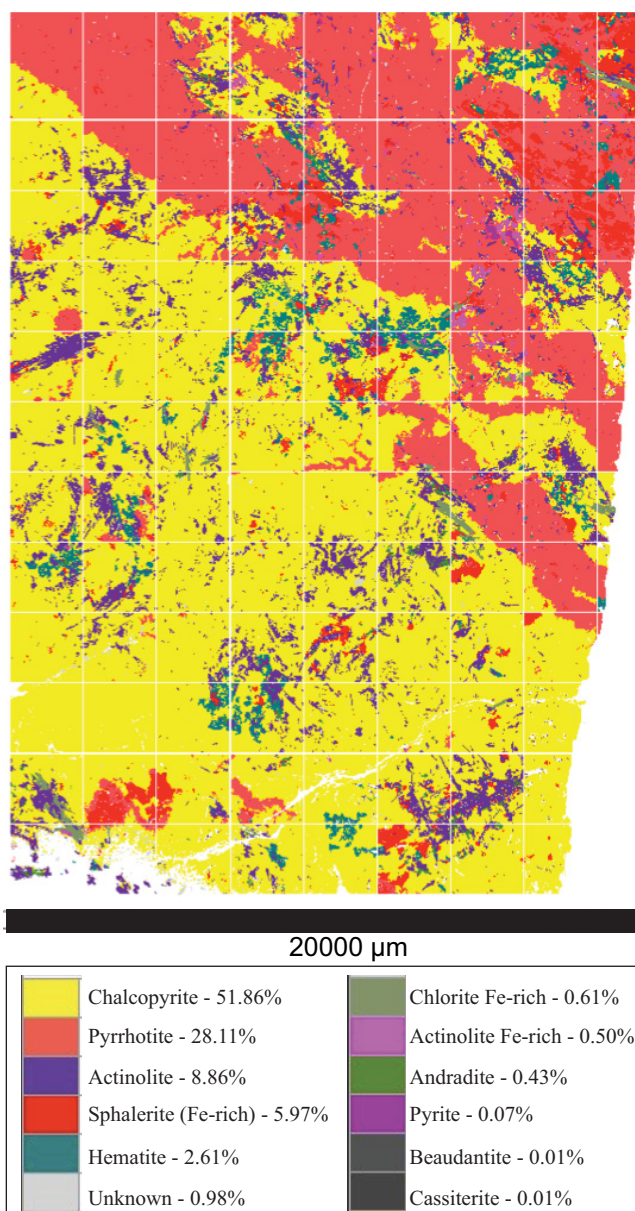 20000 µm
Chalcopyrite - 51.86%
Pyrrhotite - 28.11%
Actinolite - 8.86%
Sphalerite (Fe-rich) - 5.97%
Hematite - 2.61%
Unknown - 0.98%
Chlorite Fe-rich - 0.61%
Actinolite Fe-rich - 0.50%
Andradite - 0.43%
Pyrite - 0.07%
Beaudantite - 0.01%
Cassiterite - 0.01%